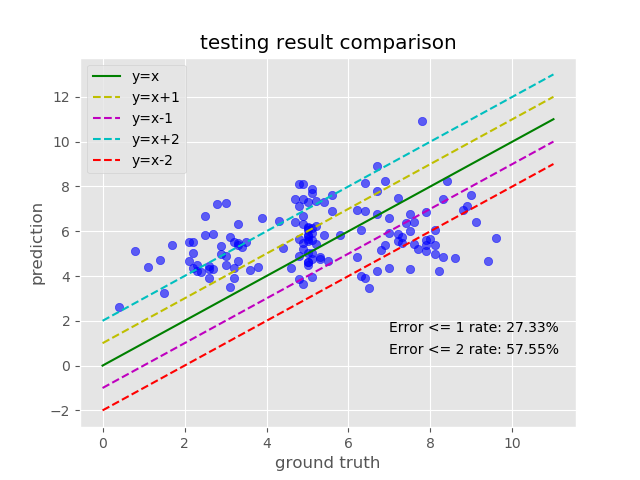 testing result comparison
y=x
y=x+1
y=x-1
y=x+2
y=x-2
12
10
8
6
4
2
0
−2
prediction
Error <= 1 rate: 27.33%
Error <= 2 rate: 57.55%
0 2 4 6 8 10
ground truth